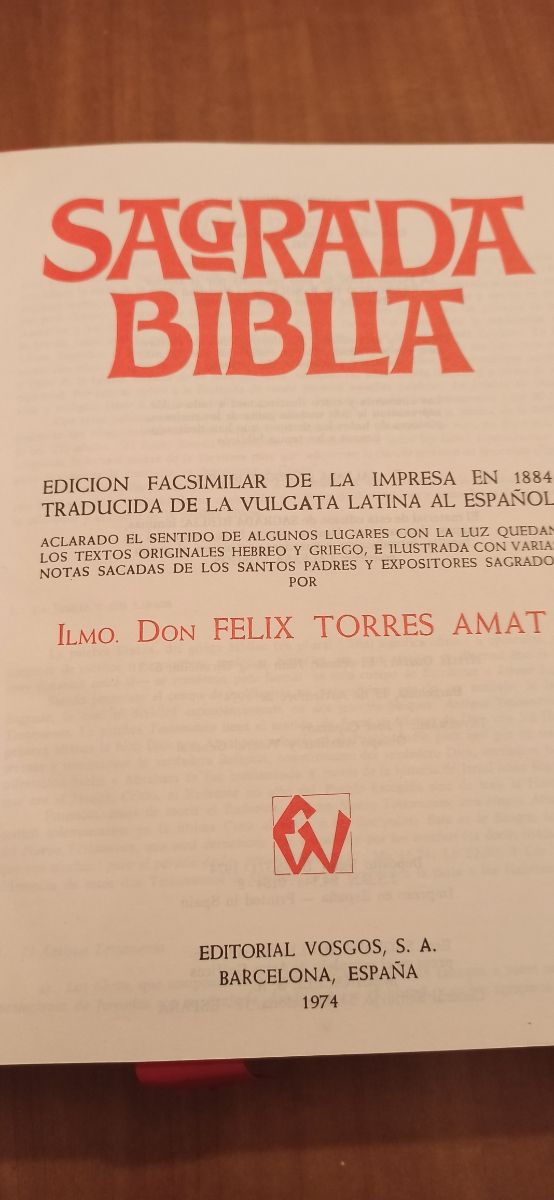 SAGRADA
BIBLIA
EDICION FACSIMILAR DE LA IMPRESA EN 1884
TRADUCIDA DE LA VULGATA LATINA AL ESPAÑOL
ACLARADO EL SENTIDO DE ALGUNOS LUGARES CON LA LUZ QUE DAN
LOS TEXTOS ORIGINALES HEBREO Y GRIEGO, E ILUSTRADA CON VARIA
NOTAS SACADAS DE LOS SANTOS PADRES Y EXPOSITORES SAGRADO
POR
ILMO. DON FELIX TORRES AMAT
EDITORIAL VOSGOS, S. A.
BARCELONA, ESPAÑA
1974